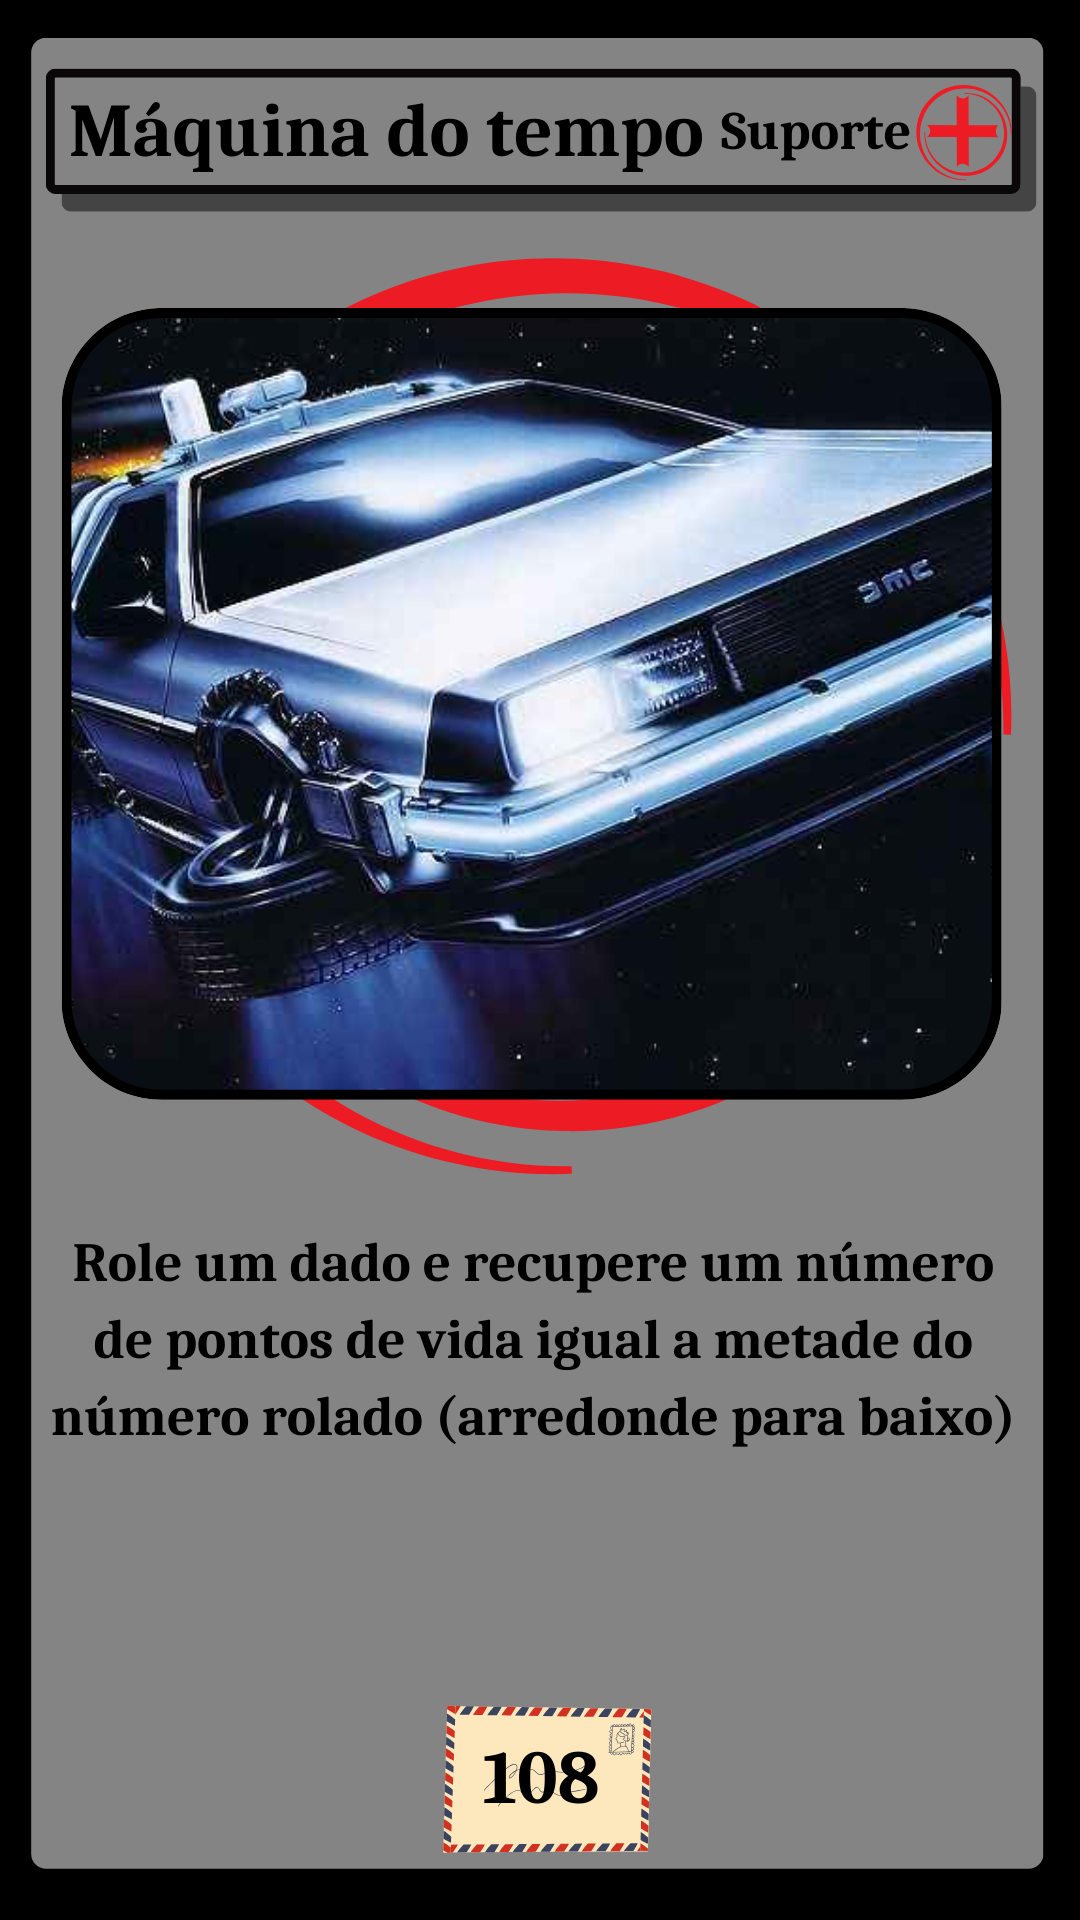 Máquina do tempo Suporte
DMC
Role um dado e recupere um número
de pontos de vida igual a metade do
número rolado (arredonde para baixo)
108